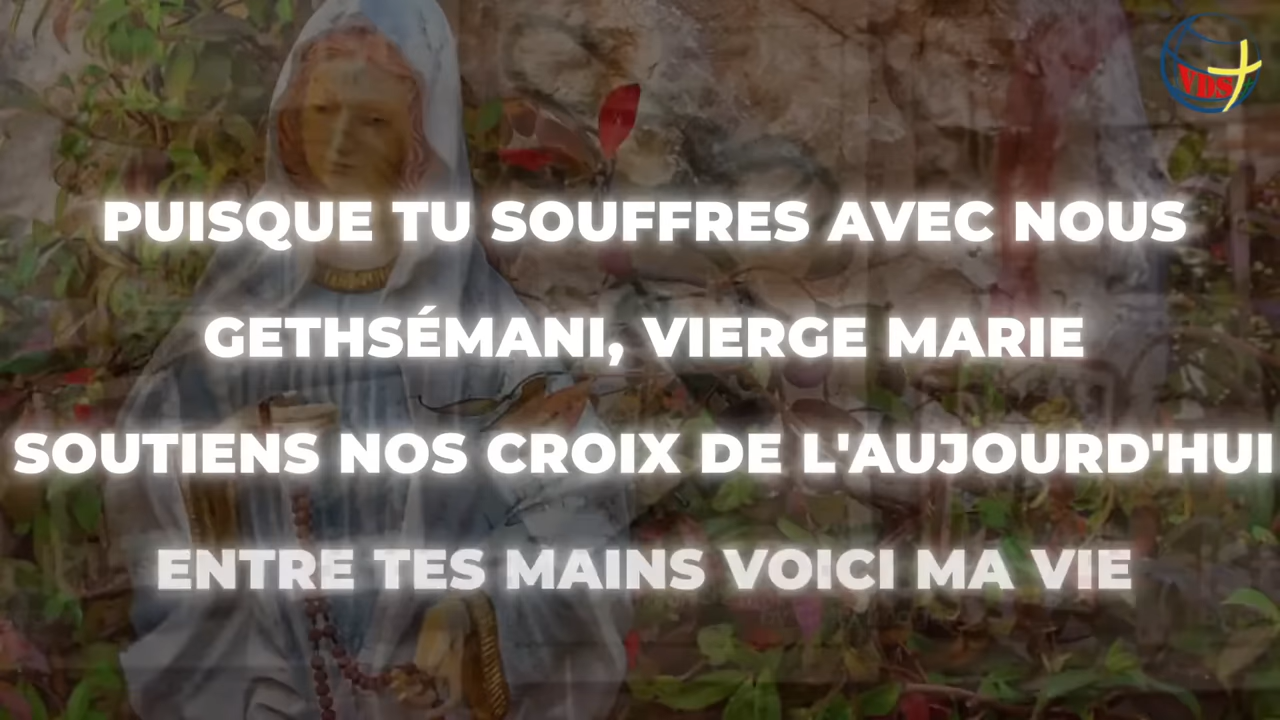 VDS
PUISQUE TU SOUFFRES AVEC NOUS
GETHSÉMANI, VIERGE MARIE
SOUTIENS NOS CROIX DE L'AUJOURD'HUI
ENTRE TES MAINS VOICI MA VIE